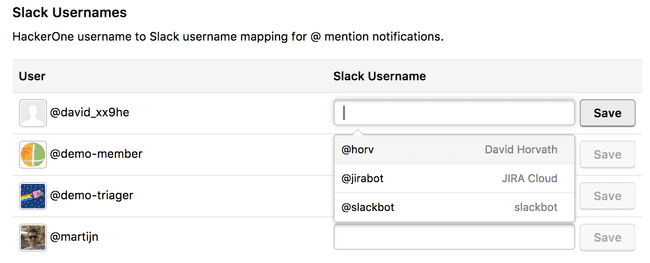 Slack Usernames
HackerOne username to Slack username mapping for @ mention notifications.
User Slack Username
@david_xx9he Save
@horv David Horvath
@demo-member Save
@jirabot JIRA Cloud
@demo-triager Save
@slackbot slackbot
@martijn Save